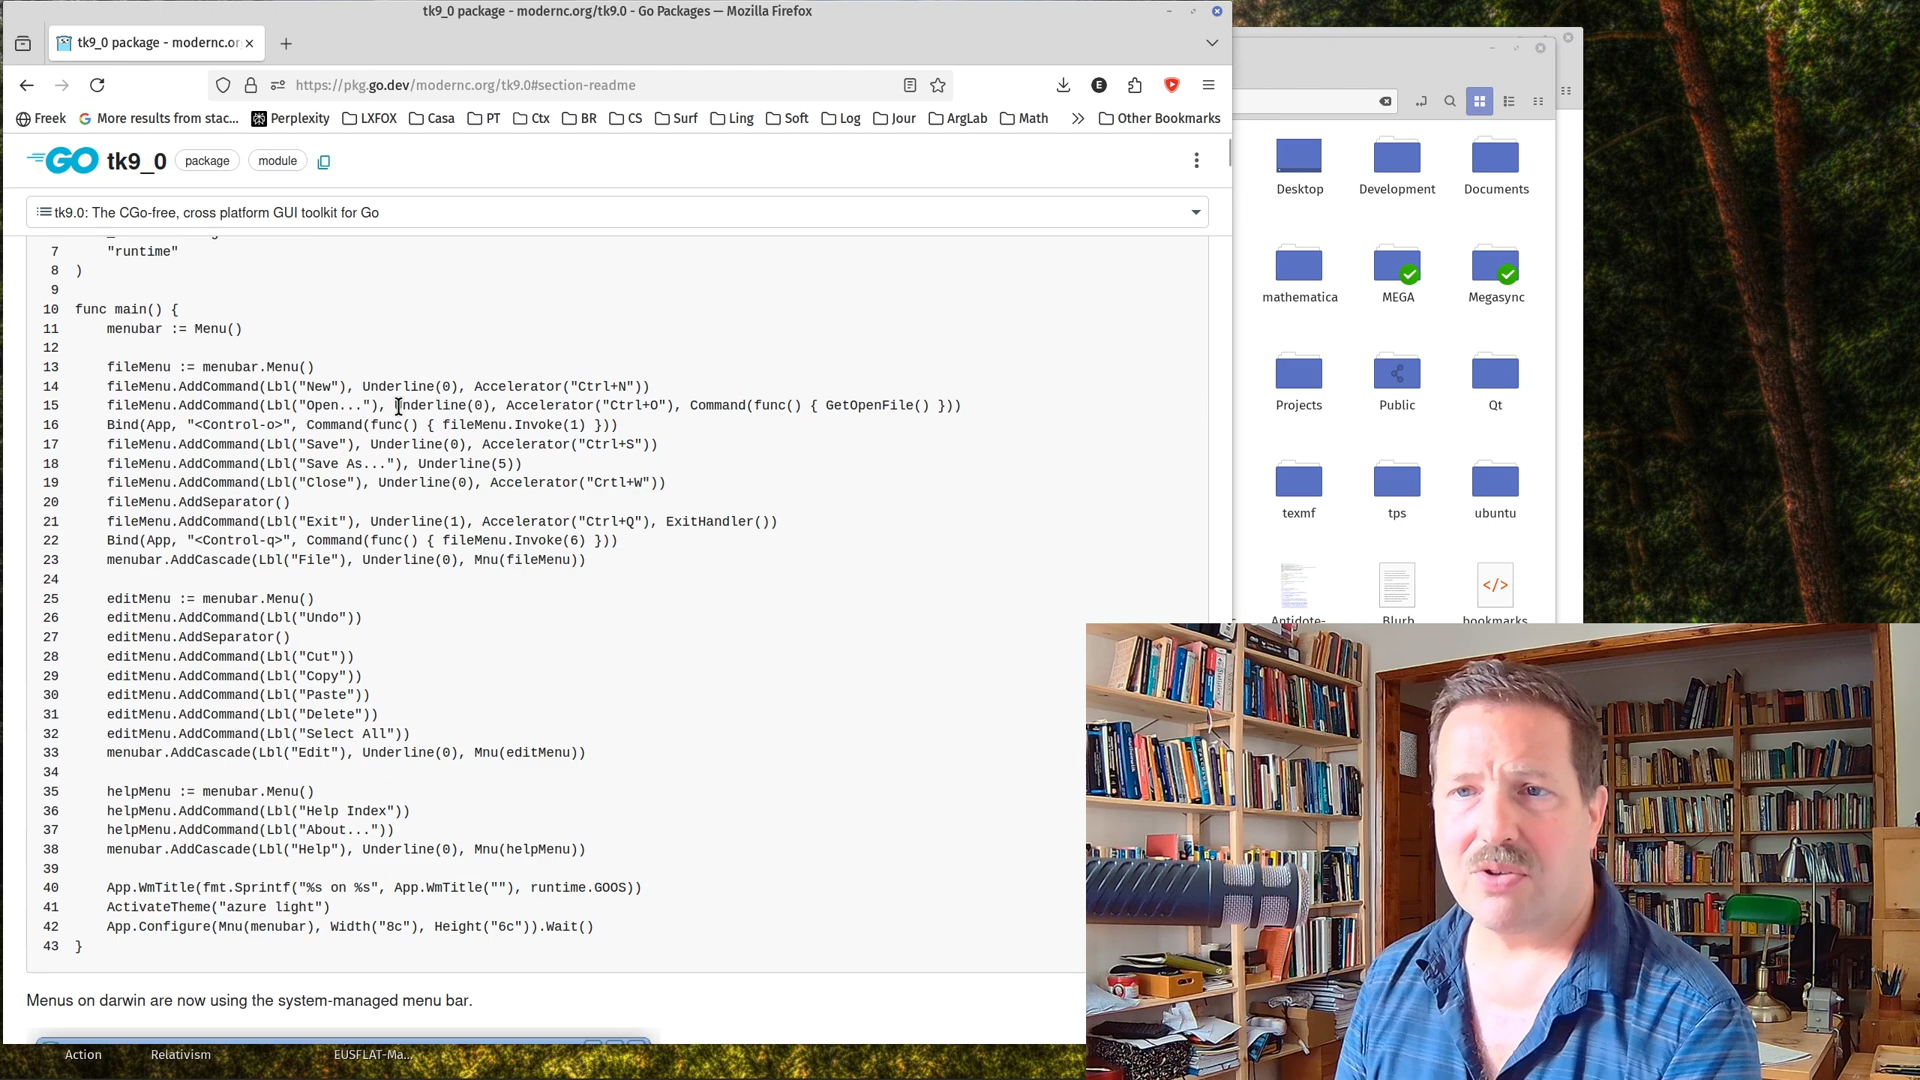 tk9_0 package - modernc.org/tk9.0 - Go Packages — Mozilla Firefox
tk9_0 package - modernc.or
https://pkg.go.dev/modernc.org/tk9.0#section-readme
Freek
More results from stac...
Perplexity
LXFOX
Casa
PT
Ctx
BR
CS
Surf
Ling
Soft
Log
Jour
ArgLab
Math
Other Bookmarks
GO tk9_0 package module
tk9.0: The CGo-free, cross platform GUI toolkit for Go
7 "runtime"
8 )
9
10 func main() {
11 menubar := Menu()
12
13 fileMenu := menubar.Menu()
14 fileMenu.AddCommand(Lbl("New"), Underline(0), Accelerator("Ctrl+N"))
15 fileMenu.AddCommand(Lbl("Open..."), Underline(0), Accelerator("Ctrl+O"), Command(func() { GetOpenFile() }))
16 Bind(App, "<Control-o>", Command(func() { fileMenu.Invoke(1) }))
17 fileMenu.AddCommand(Lbl("Save"), Underline(0), Accelerator("Ctrl+S"))
18 fileMenu.AddCommand(Lbl("Save As..."), Underline(5))
19 fileMenu.AddCommand(Lbl("Close"), Underline(0), Accelerator("Crtl+W"))
20 fileMenu.AddSeparator()
21 fileMenu.AddCommand(Lbl("Exit"), Underline(1), Accelerator("Ctrl+Q"), ExitHandler())
22 Bind(App, "<Control-q>", Command(func() { fileMenu.Invoke(6) }))
23 menubar.AddCascade(Lbl("File"), Underline(0), Mnu(fileMenu))
24
25 editMenu := menubar.Menu()
26 editMenu.AddCommand(Lbl("Undo"))
27 editMenu.AddSeparator()
28 editMenu.AddCommand(Lbl("Cut"))
29 editMenu.AddCommand(Lbl("Copy"))
30 editMenu.AddCommand(Lbl("Paste"))
31 editMenu.AddCommand(Lbl("Delete"))
32 editMenu.AddCommand(Lbl("Select All"))
33 menubar.AddCascade(Lbl("Edit"), Underline(0), Mnu(editMenu))
34
35 helpMenu := menubar.Menu()
36 helpMenu.AddCommand(Lbl("Help Index"))
37 helpMenu.AddCommand(Lbl("About..."))
38 menubar.AddCascade(Lbl("Help"), Underline(0), Mnu(helpMenu))
39
40 App.WmTitle(fmt.Sprintf("%s on %s", App.WmTitle(""), runtime.GOOS))
41 ActivateTheme("azure light")
42 App.Configure(Mnu(menubar), Width("8c"), Height("6c")).Wait()
43 }
Menus on darwin are now using the system-managed menu bar.
Desktop
Development
Documents
mathematica
MEGA
Megasync
Projects
Public
Qt
texmf
tps
ubuntu
Antidote-
Blurb
bookmarks
Action
Relativism
EUSFLAT-Ma...